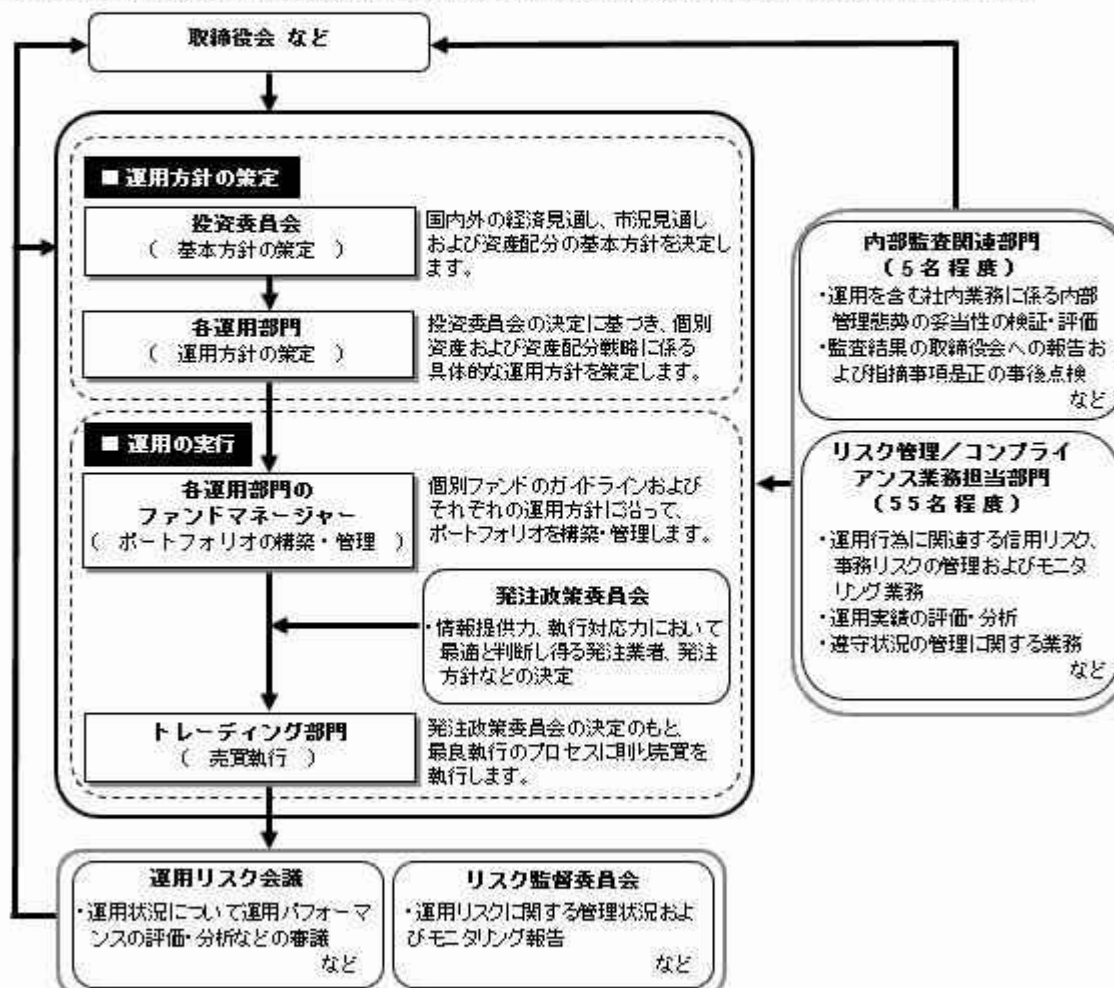 取締役会 など
■ 運用方針の策定
投資委員会
( 基本方針の策定 )
国内外の経済見通し、市況見通し
および資産配分の基本方針を決定し
ます。
各運用部門
( 運用方針の策定 )
投資委員会の決定に基づき、個別
資産および資産配分戦略に係る
具体的な運用方針を策定します。
■ 運用の実行
各運用部門の
ファンドマネージャー
( ポートフォリオの構築・管理 )
個別ファンドのガイドラインおよび
それぞれの運用方針に沿って、
ポートフォリオを構築・管理します。
発注政策委員会
・情報提供力、執行対応力において
最適と判断し得る発注業者、発注
方針などの決定
トレーディング部門
( 売買執行 )
発注政策委員会の決定のもと
最良執行のプロセスに則り売買を
執行します。
運用リスク会議
・運用状況について運用パフォーマ
ンスの評価・分析などの審議
など
リスク監督委員会
・運用リスクに関する管理状況およ
びモニタリング報告
など
内部監査関連部門
(5名程度)
・運用を含む社内業務に係る内部
管理態勢の妥当性の検証・評価
・監査結果の取締役会への報告お
よび指摘事項是正の事後点検
など
リスク管理/コンプライ
アンス業務担当部門
(55名程度)
・運用行為に関連する信用リスク、
事務リスクの管理およびモニタ
リング業務
・運用実績の評価・分析
・遵守状況の管理に関する業務
など